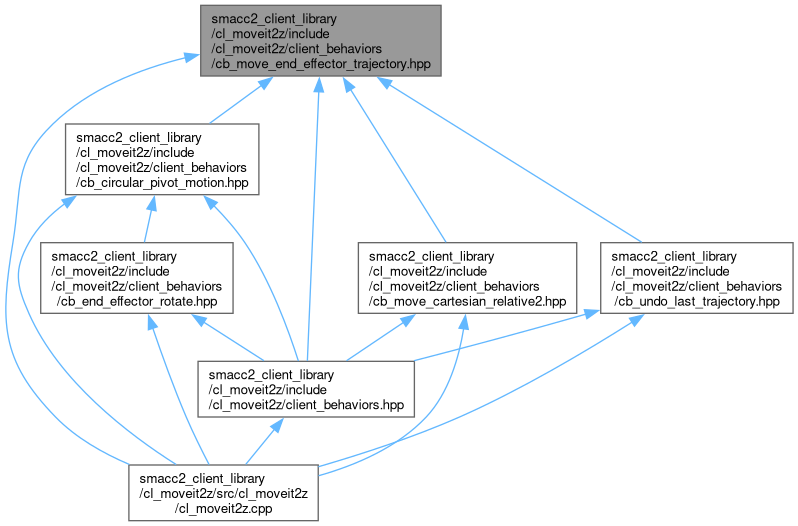 smacc2_client_library
/cl_moveit2z/include
/cl_moveit2z/client_behaviors
/cb_move_end_effector_trajectory.hpp
smacc2_client_library
/cl_moveit2z/include
/cl_moveit2z/client_behaviors
/cb_circular_pivot_motion.hpp
smacc2_client_library
/cl_moveit2z/include
/cl_moveit2z/client_behaviors
/cb_end_effector_rotate.hpp
smacc2_client_library
/cl_moveit2z/include
/cl_moveit2z/client_behaviors
/cb_move_cartesian_relative2.hpp
smacc2_client_library
/cl_moveit2z/include
/cl_moveit2z/client_behaviors
/cb_undo_last_trajectory.hpp
smacc2_client_library
/cl_moveit2z/include
/cl_moveit2z/client_behaviors.hpp
smacc2_client_library
/cl_moveit2z/src/cl_moveit2z
/cl_moveit2z.cpp